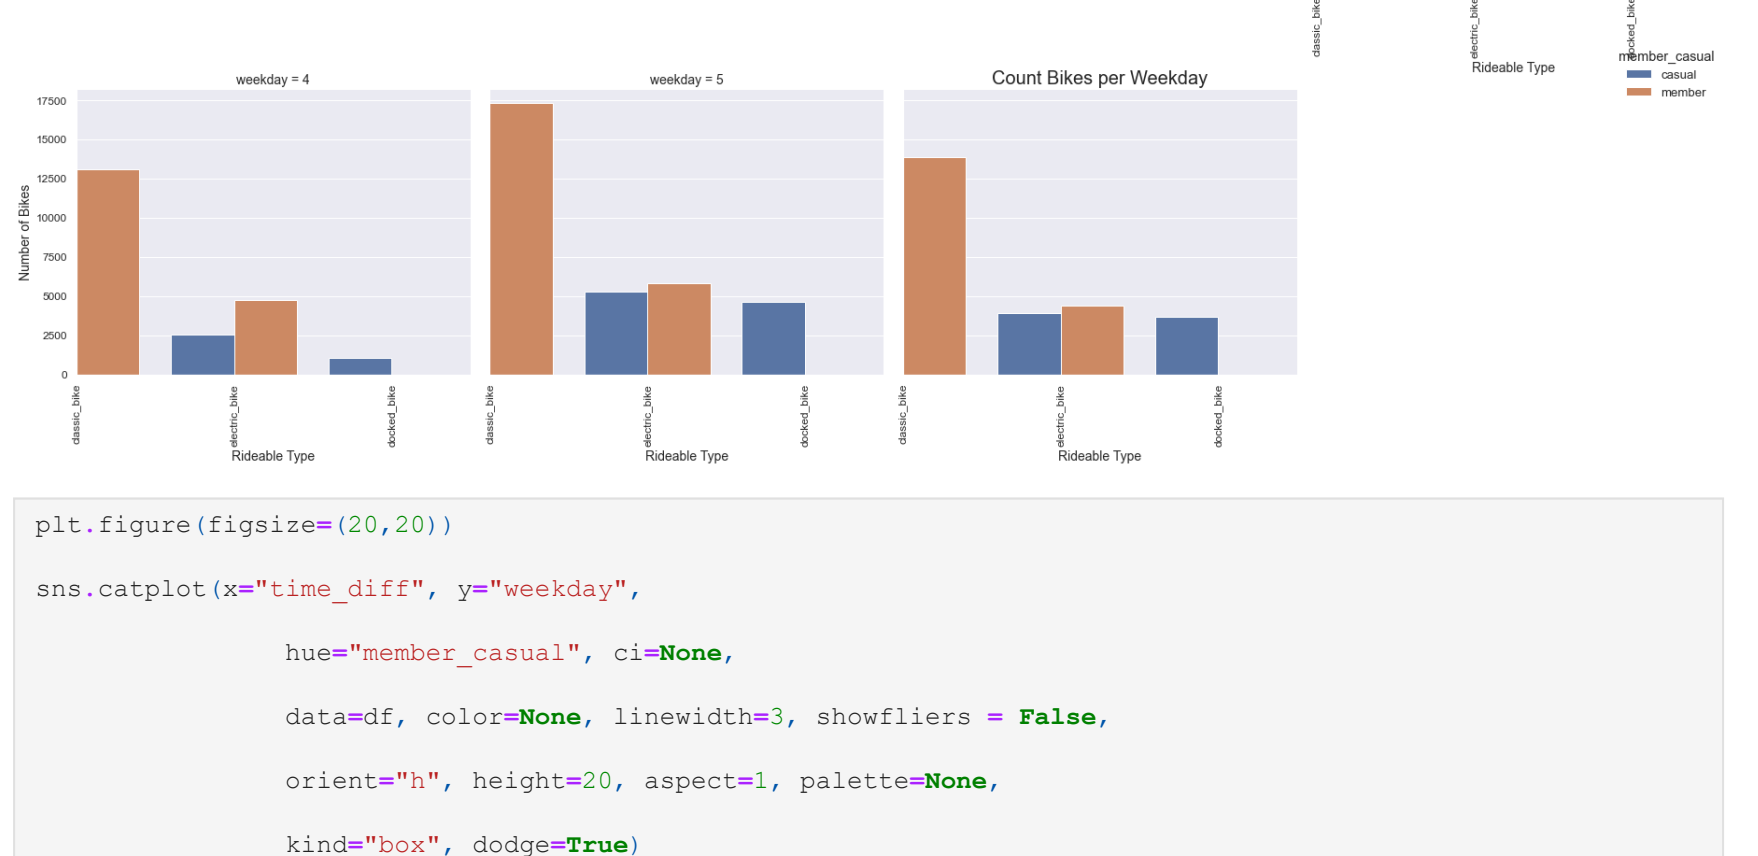 classic_bike
electric_bike
docked_bike
Rideable Type
member_casual
casual
member
weekday = 4
weekday = 5
Count Bikes per Weekday
Number of Bikes
17500
15000
12500
10000
7500
5000
2500
0
classic_bike
electric_bike
docked_bike
classic_bike
electric_bike
docked_bike
classic_bike
electric_bike
docked_bike
Rideable Type
Rideable Type
Rideable Type
plt.figure(figsize=(20,20))
sns.catplot(x="time_diff", y="weekday",
hue="member_casual", ci=None,
data=df, color=None, linewidth=3, showfliers = False,
orient="h", height=20, aspect=1, palette=None,
kind="box", dodge=True)